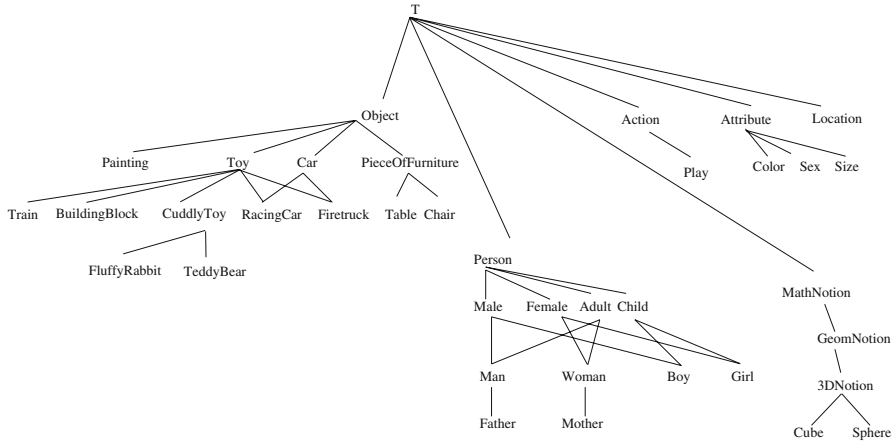 T
Object
Action Attribute Location
Painting Toy Car PieceOfFurniture
Play Color Sex Size
Train BuildingBlock CuddlyToy RacingCar Firetruck Table Chair
FluffyRabbit TeddyBear
Person
MathNotion
Male Female Adult Child
GeomNotion
Man Woman Boy Girl
3DNotion
Father Mother
Cube Sphere